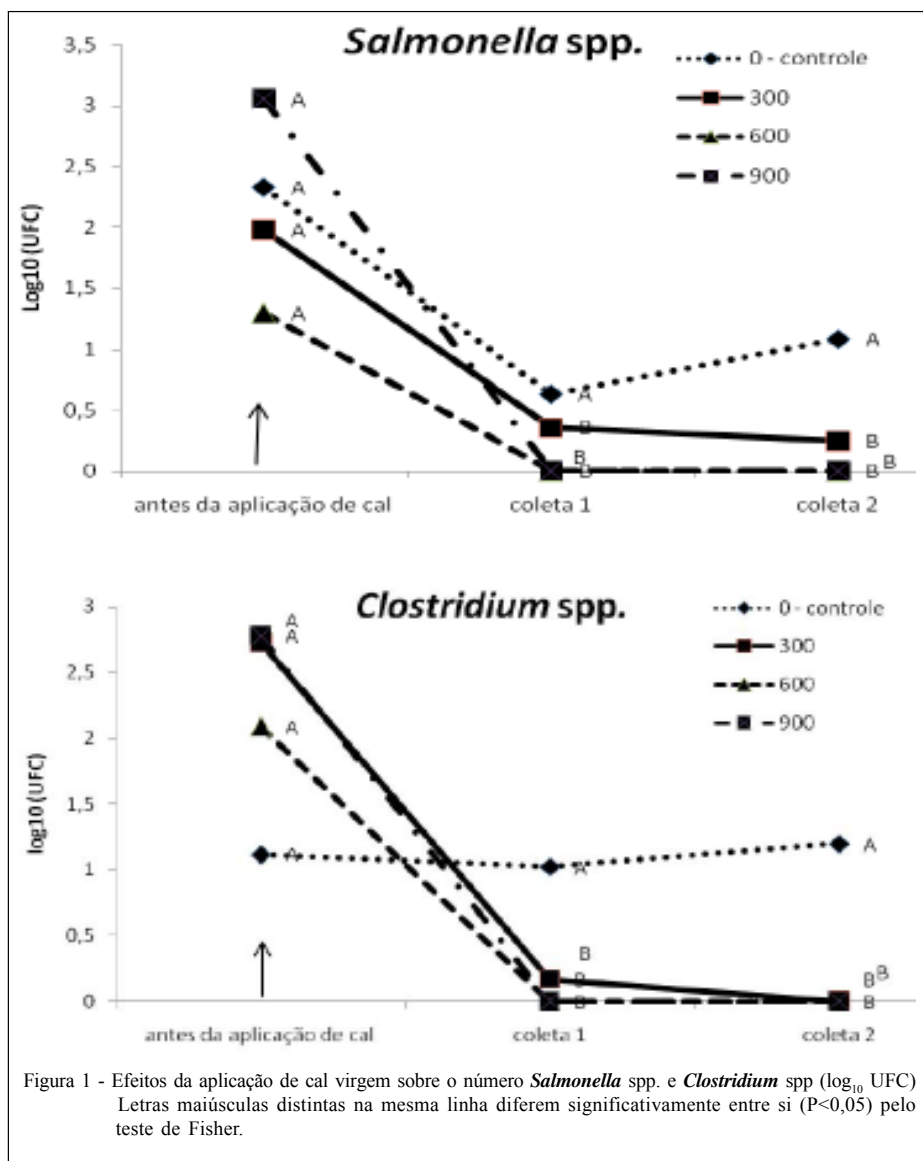 Salmonella spp.
3,5
3
2,5
2
1,5
1
0,5
0
Log10 (UFC)
0 - controle
300
600
900
A
A
A
A
A
B
B
B
A
B
B
B
antes da aplicação de cal
coleta 1
coleta 2
Clostridium spp.
3
2,5
2
1,5
1
0,5
0
log10 (UFC)
0 - controle
300
600
900
A
A
A
A
A
B
B
B
A
B
B
B
antes da aplicação de cal
coleta 1
coleta 2
Figura 1 - Efeitos da aplicação de cal virgem sobre o número Salmonella spp. e Clostridium spp (log10 UFC)
Letras maiúsculas distintas na mesma linha diferem significativamente entre si (P<0,05) pelo
teste de Fisher.